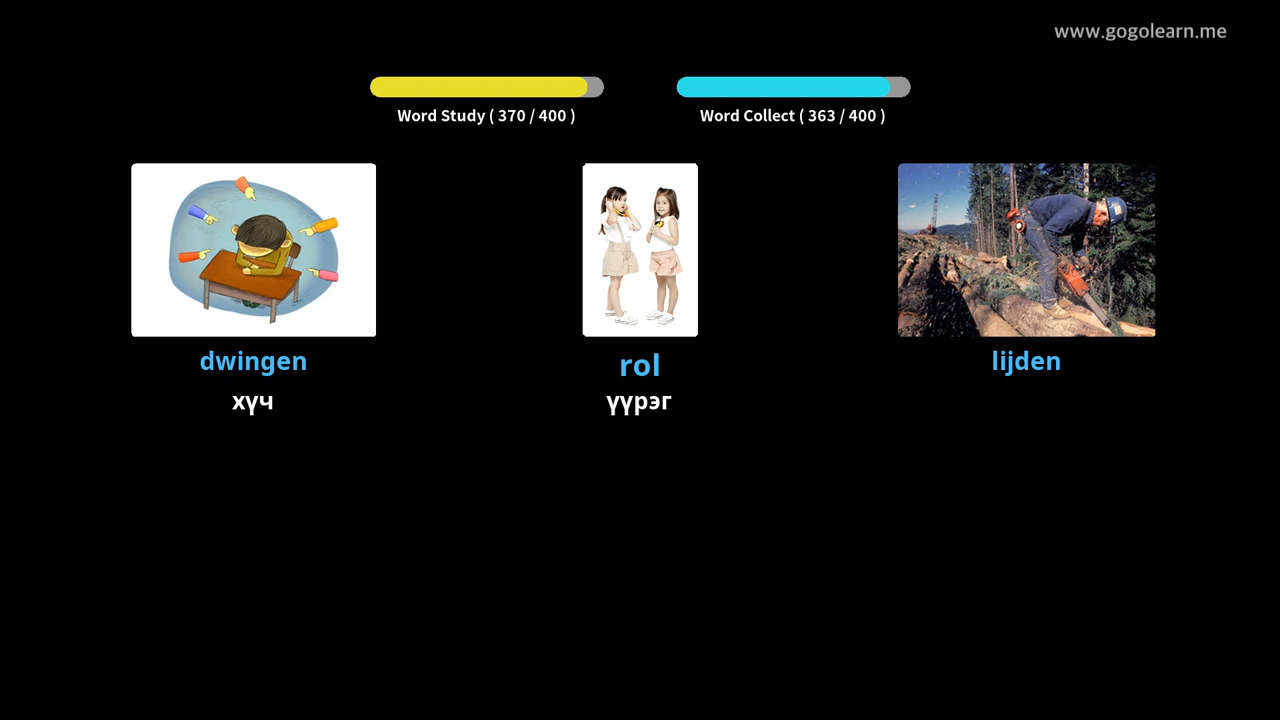 www.gogolearn.me
Word Study ( 370 / 400 )
Word Collect ( 363 / 400 )
dwingen
rol
lijden
хүч
үүрэг